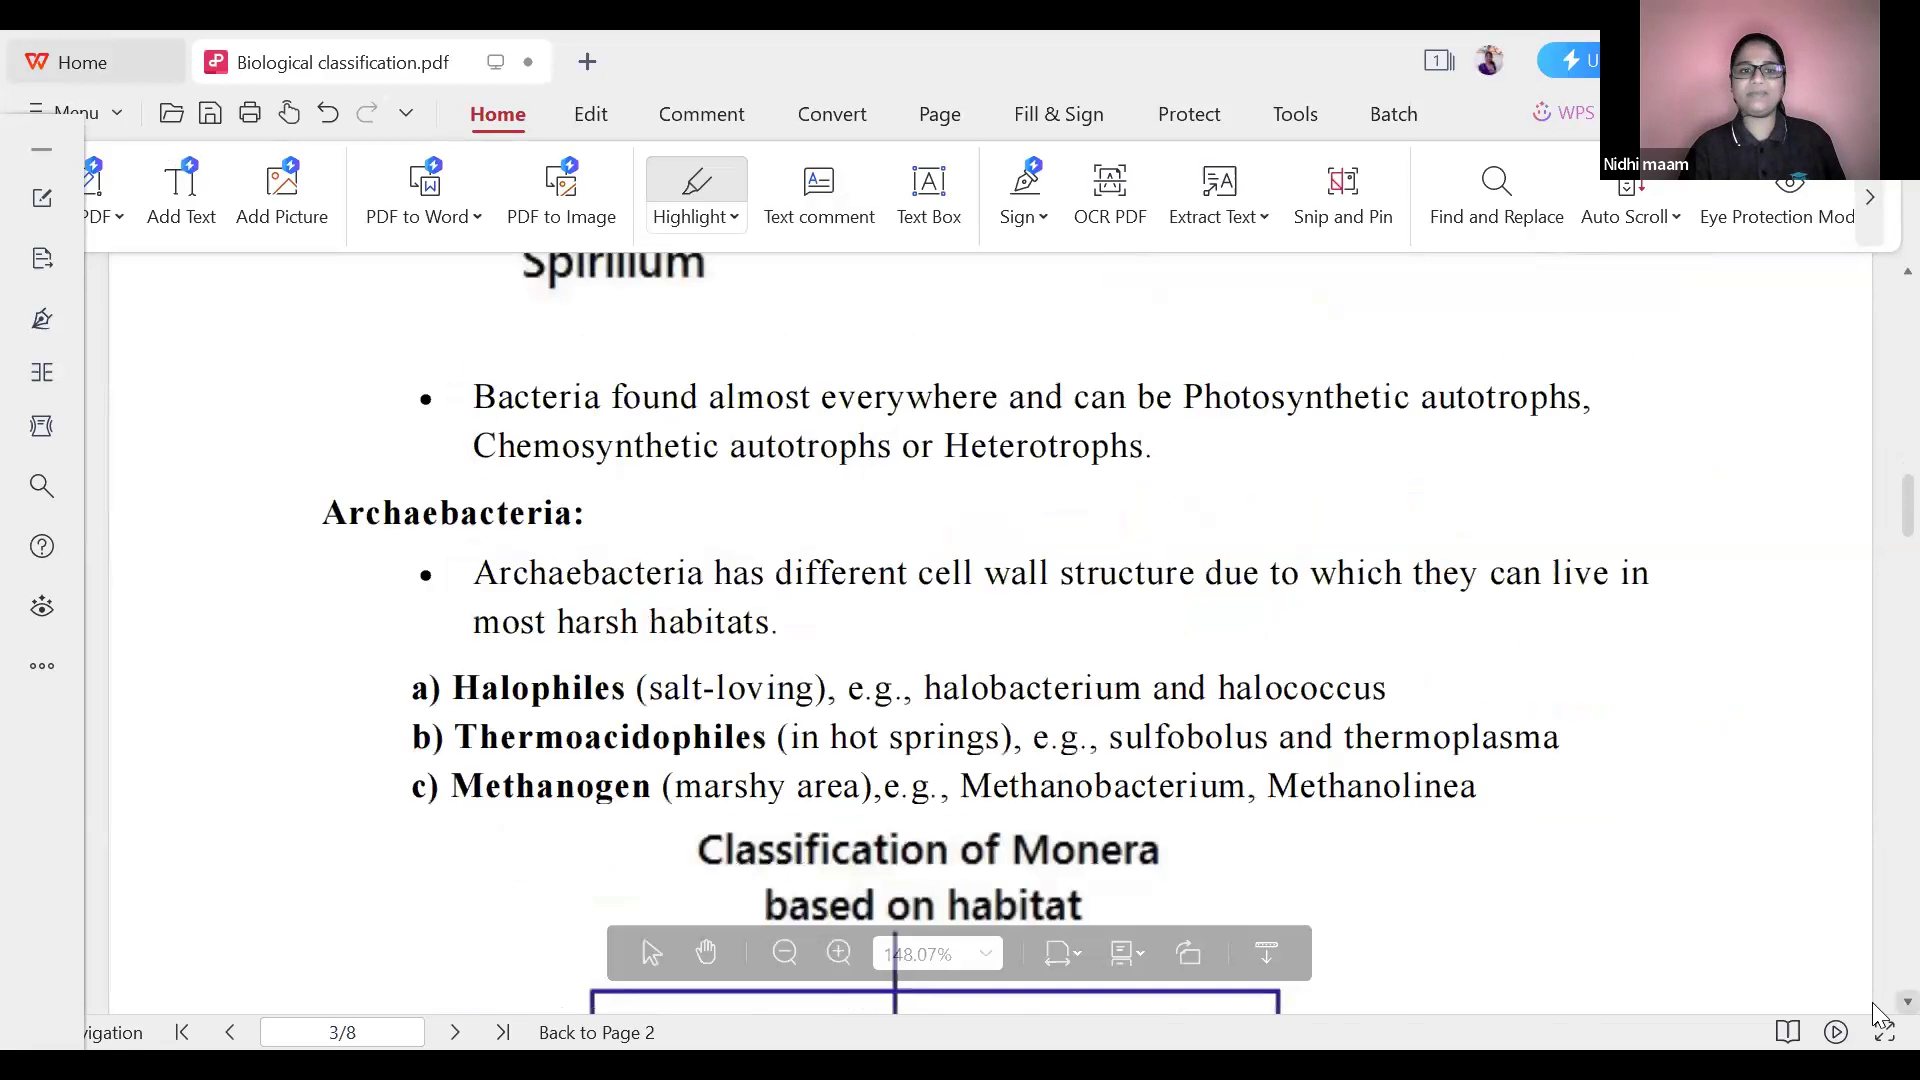 Home
Biological classification.pdf
1
U
Menu
Home
Edit
Comment
Convert
Page
Fill & Sign
Protect
Tools
Batch
WPS
Nidhi maam
PDF
Add Text
Add Picture
PDF to Word
PDF to Image
Highlight
Text comment
Text Box
Sign
OCR PDF
Extract Text
Snip and Pin
Find and Replace
Auto Scroll
Eye Protection Mod
Spirillum
• Bacteria found almost everywhere and can be Photosynthetic autotrophs,
Chemosynthetic autotrophs or Heterotrophs.
Archaebacteria:
• Archaebacteria has different cell wall structure due to which they can live in
most harsh habitats.
a) Halophiles (salt-loving), e.g., halobacterium and halococcus
b) Thermoacidophiles (in hot springs), e.g., sulfobolus and thermoplasma
c) Methanogen (marshy area),e.g., Methanobacterium, Methanolinea
Classification of Monera
based on habitat
148.07%
vigation
3/8
Back to Page 2